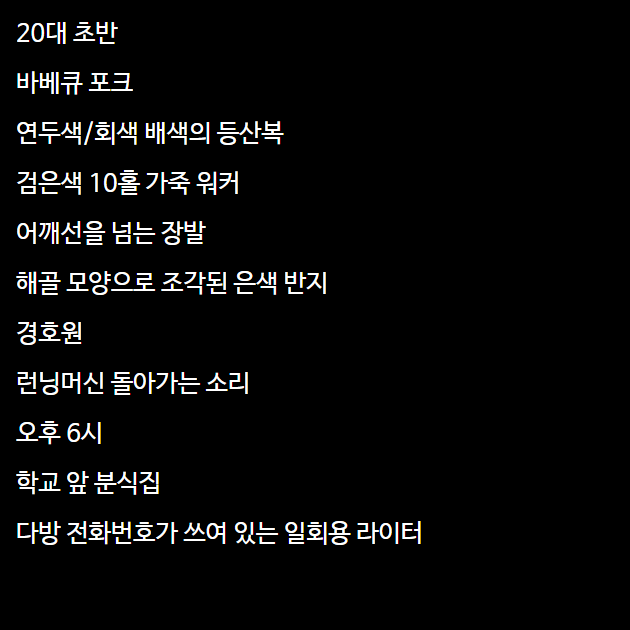 20대 초반
바베큐 포크
연두색/회색 배색의 등산복
검은색 10홀 가죽 워커
어깨선을 넘는 장발
해골 모양으로 조각된 은색 반지
경호원
런닝머신 돌아가는 소리
오후 6시
학교 앞 분식집
다방 전화번호가 쓰여 있는 일회용 라이터